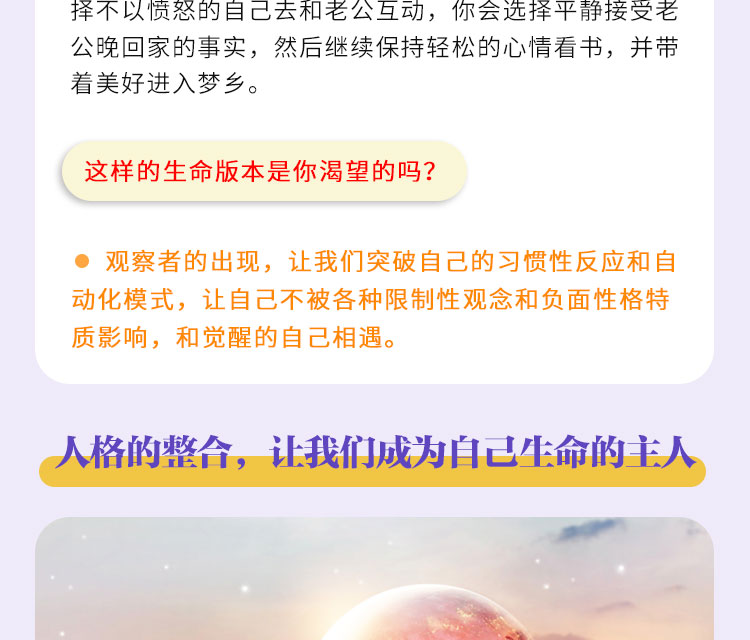 择不以愤怒的自己去和老公互动，你会选择平静接受老
公晚回家的事实，然后继续保持轻松的心情看书，并带
着美好进入梦乡。
这样的生命版本是你渴望的吗？
● 观察者的出现，让我们突破自己的习惯性反应和自
动化模式，让自己不被各种限制性观念和负面性格特
质影响，和觉醒的自己相遇。
人格的整合，让我们成为自己生命的主人